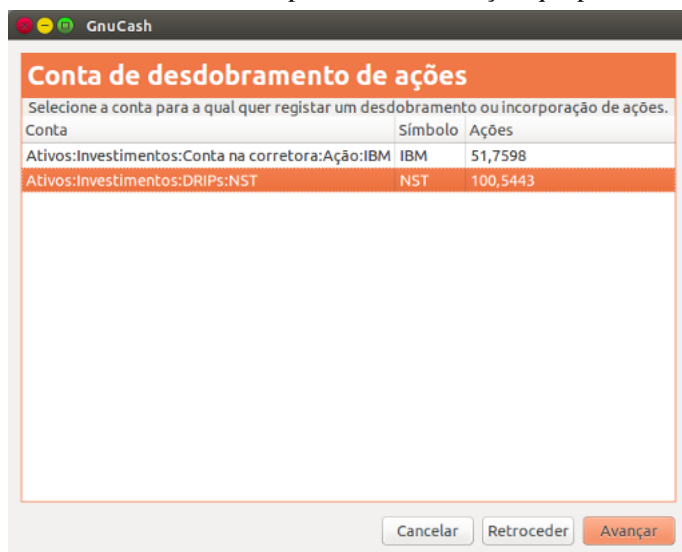 GnuCash
Conta de desdobramento de ações
Selecione a conta para a qual quer registar um desdobramento ou incorporação de ações.
Conta Símbolo Ações
Ativos:Investimentos:Conta na corretora:Ação:IBM IBM 51,7598
Ativos:Investimentos:DRIPs:NST NST 100,5443
Cancelar Retroceder Avançar